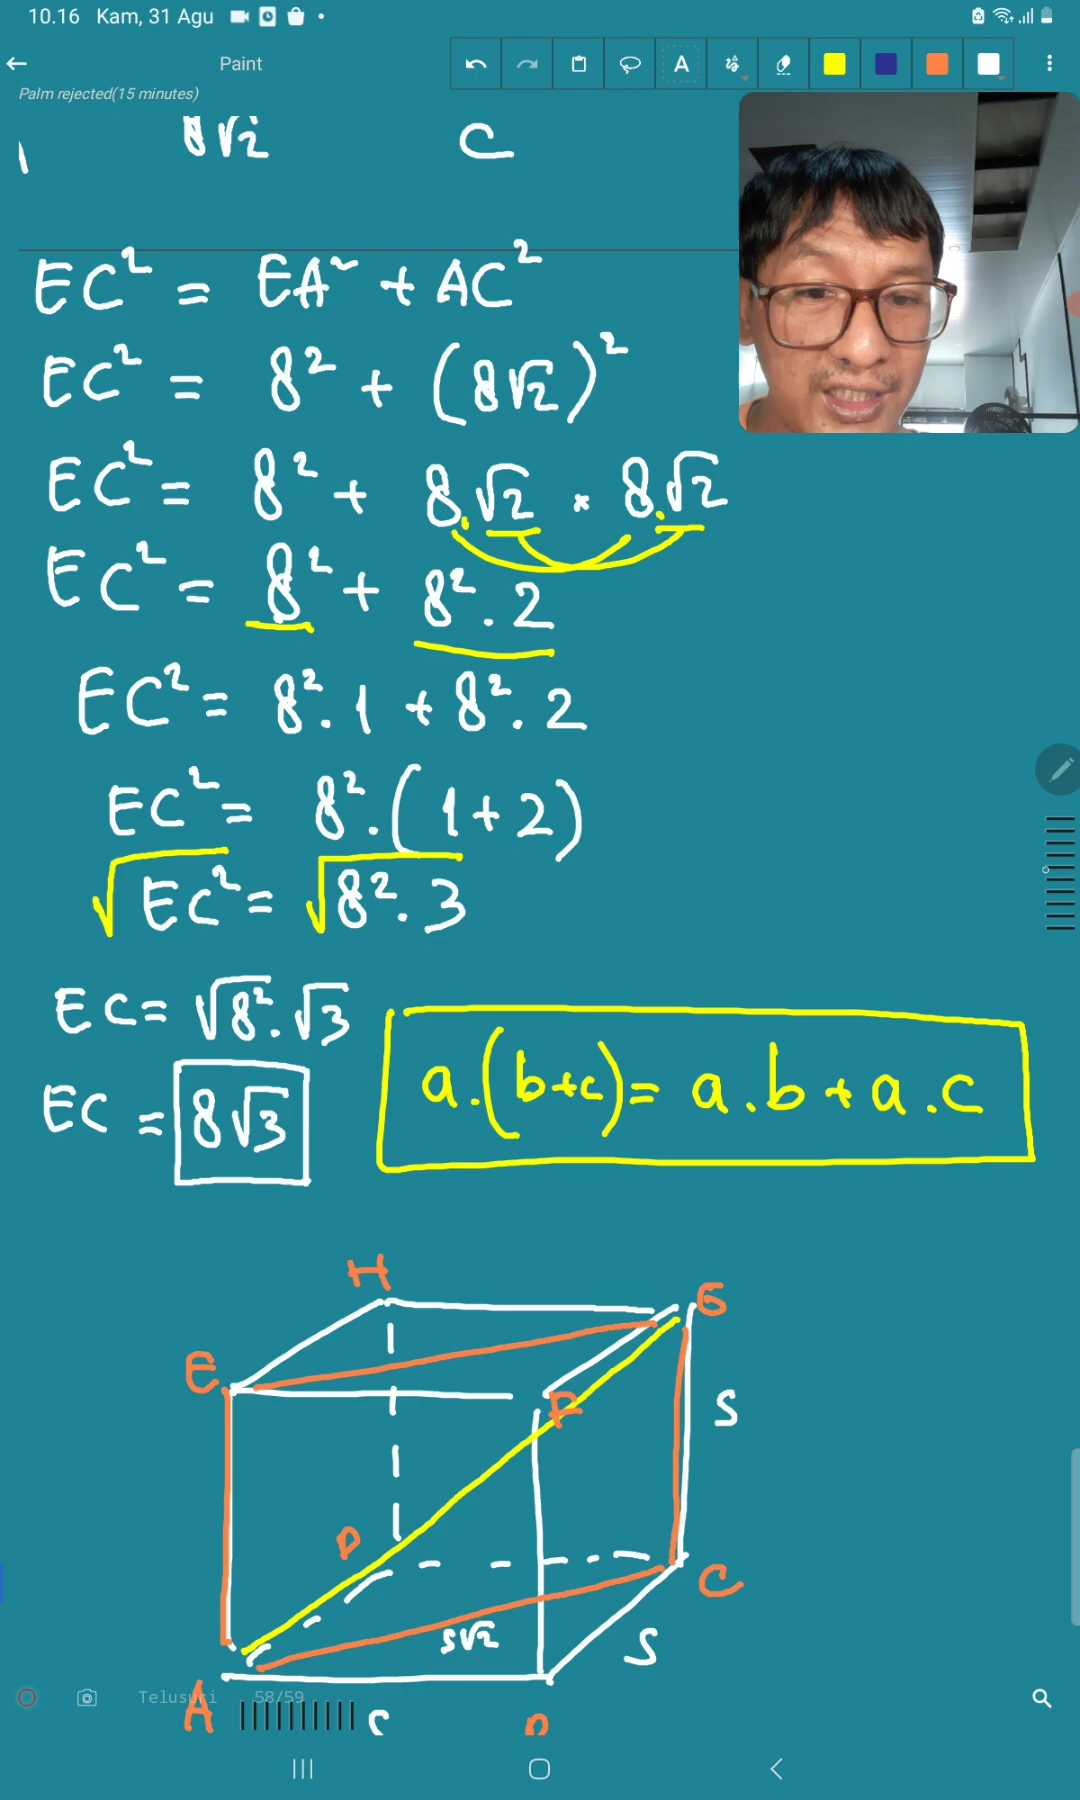 10.16 Kam, 31 Agu
Paint
A
Palm rejected(15 minutes)
8√2 C
EC² = EA² + AC²
EC² = 8² + (8√2)²
EC² = 8² + 8.√2 × 8.√2
EC² = 8² + 8² . 2
EC² = 8² . 1 + 8² . 2
EC² = 8² . (1+2)
√EC² = √8² . 3
EC = √8² . √3
EC = 8√3
a.(b+c) = a.b + a.c
H
G
E
F
S
D
C
S√2
S
A
Telusuri 58/59